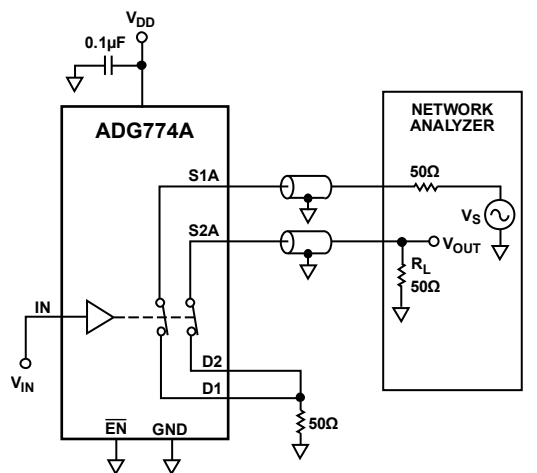 VDD
0.1µF
ADG774A
NETWORK
ANALYZER
S1A
50Ω
VS
S2A
VOUT
RL
50Ω
IN
VIN
D2
D1
50Ω
EN
GND